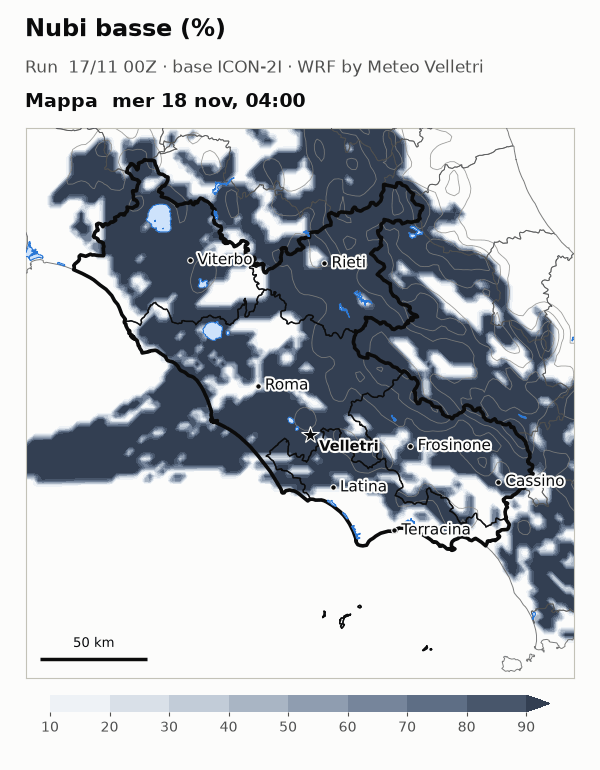 Nubi basse (%)
Run  17/11 00Z · base ICON-2I · WRF by Meteo Velletri
Mappa  mer 18 nov, 04:00
Viterbo
Rieti
Roma
Velletri
Frosinone
Cassino
Latina
Terracina
50 km
10 20 30 40 50 60 70 80 90